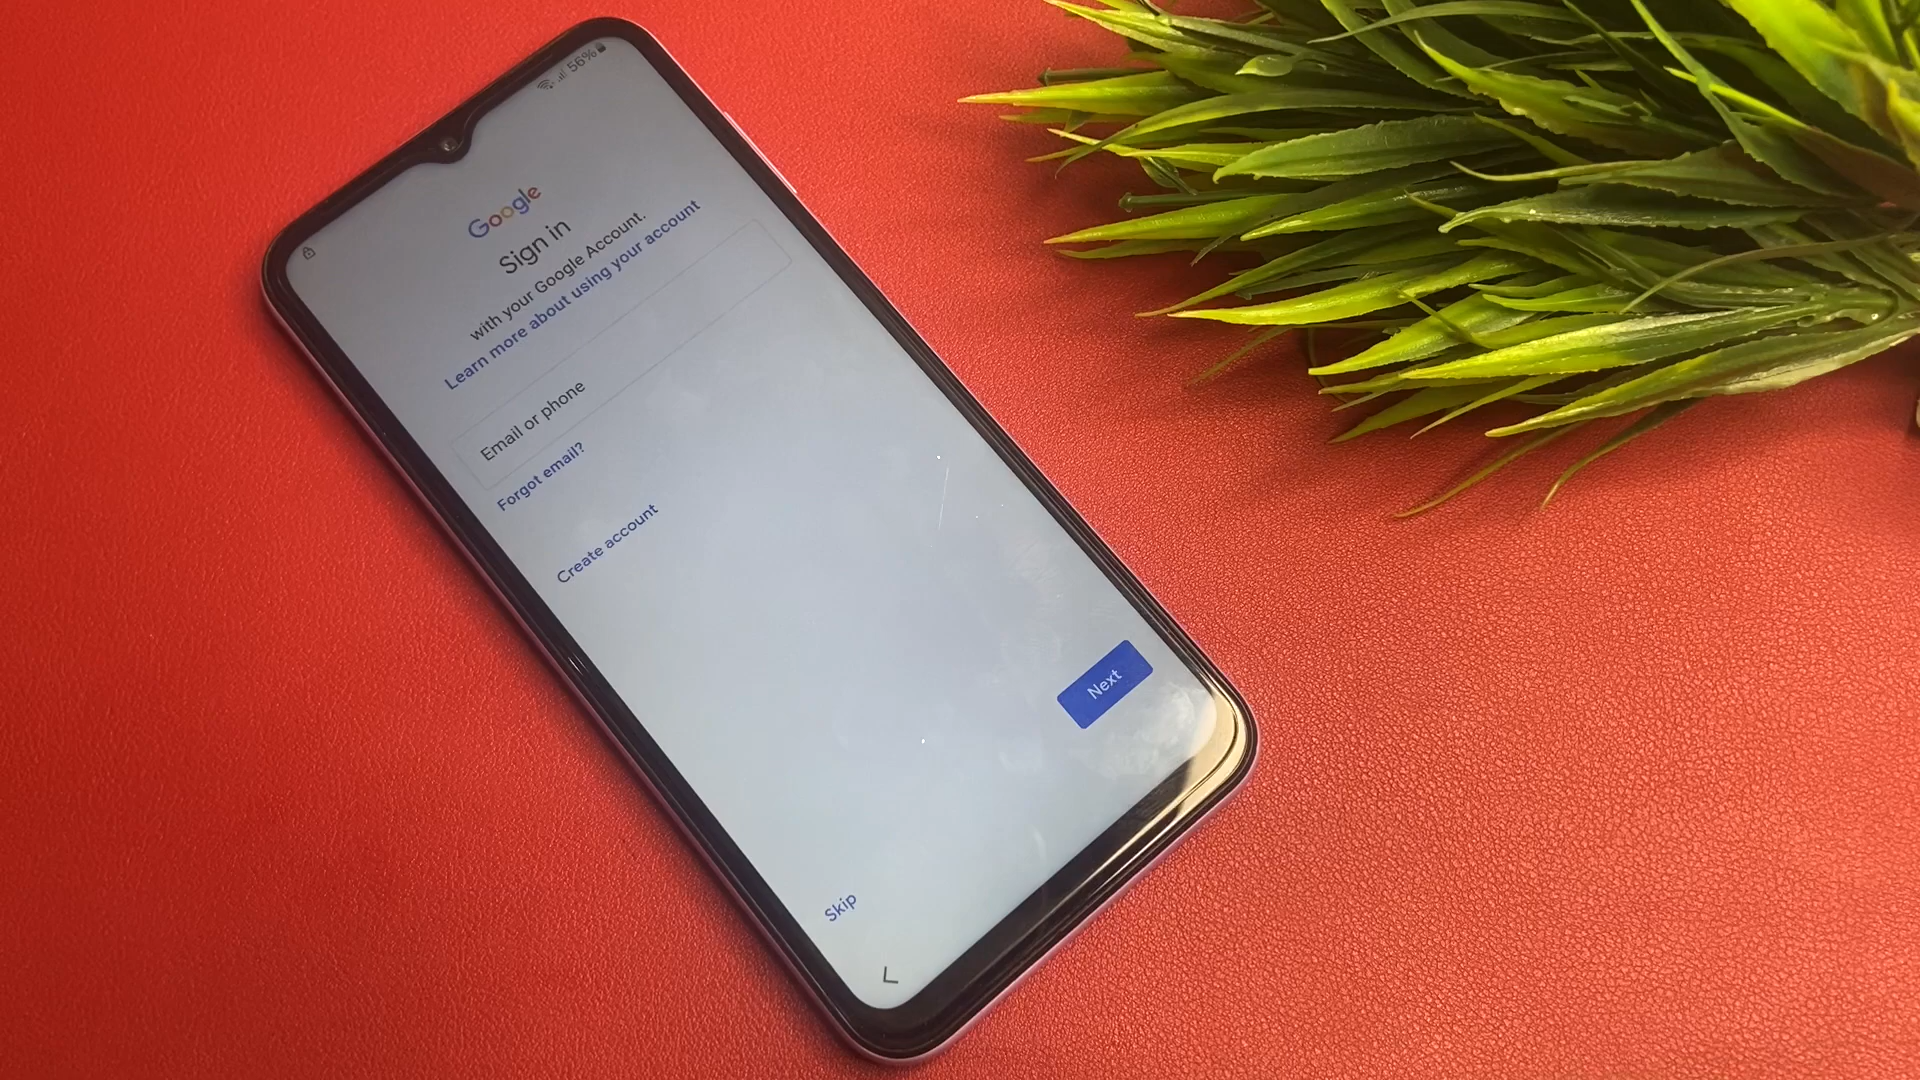 56%
Google
Sign in
with your Google Account.
Learn more about using your account
Email or phone
Forgot email?
Create account
Next
Skip